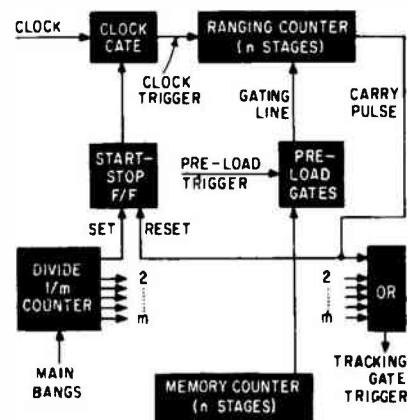 CLOCK
CLOCK
CATE
RANGING COUNTER
(n STAGES)
CLOCK
TRIGGER
GATING
LINE
CARRY
PULSE
START-
STOP
F/F
PRE-LOAD
TRIGGER
PRE-
LOAD
GATES
SET
RESET
DIVIDE
1/m
COUNTER
2
m
2
m
OR
MAIN
BANGS
MEMORY COUNTER
(n STAGES)
TRACKING
GATE
TRIGGER